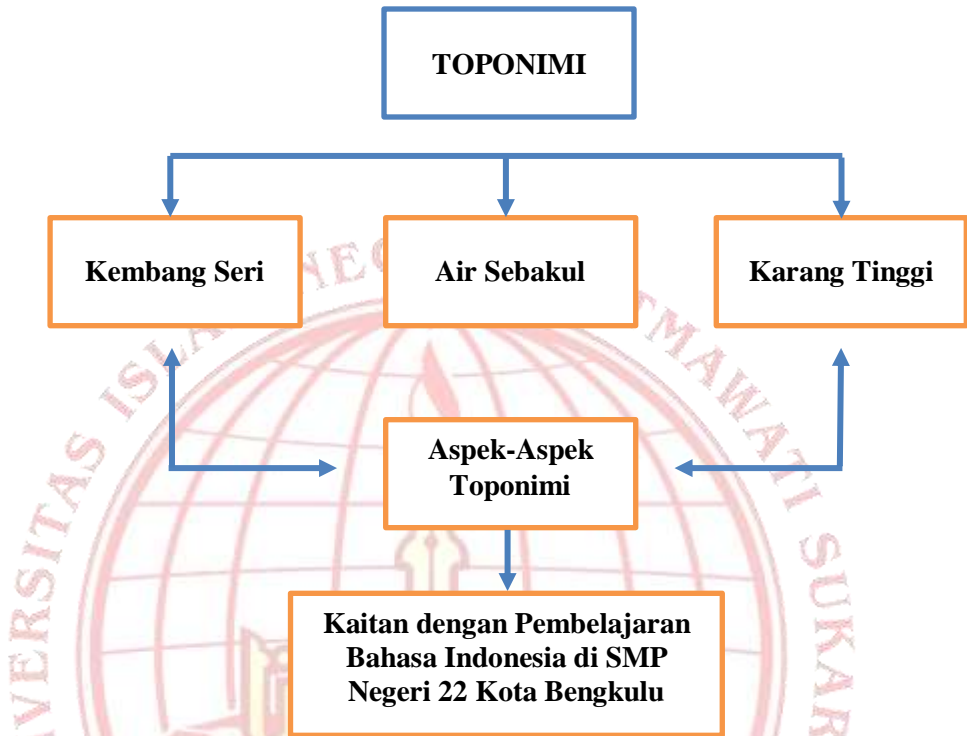 TOPONIMI
Kembang Seri
Air Sebakul
Karang Tinggi
Aspek-Aspek
Toponimi
Kaitan dengan Pembelajaran
Bahasa Indonesia di SMP
Negeri 22 Kota Bengkulu